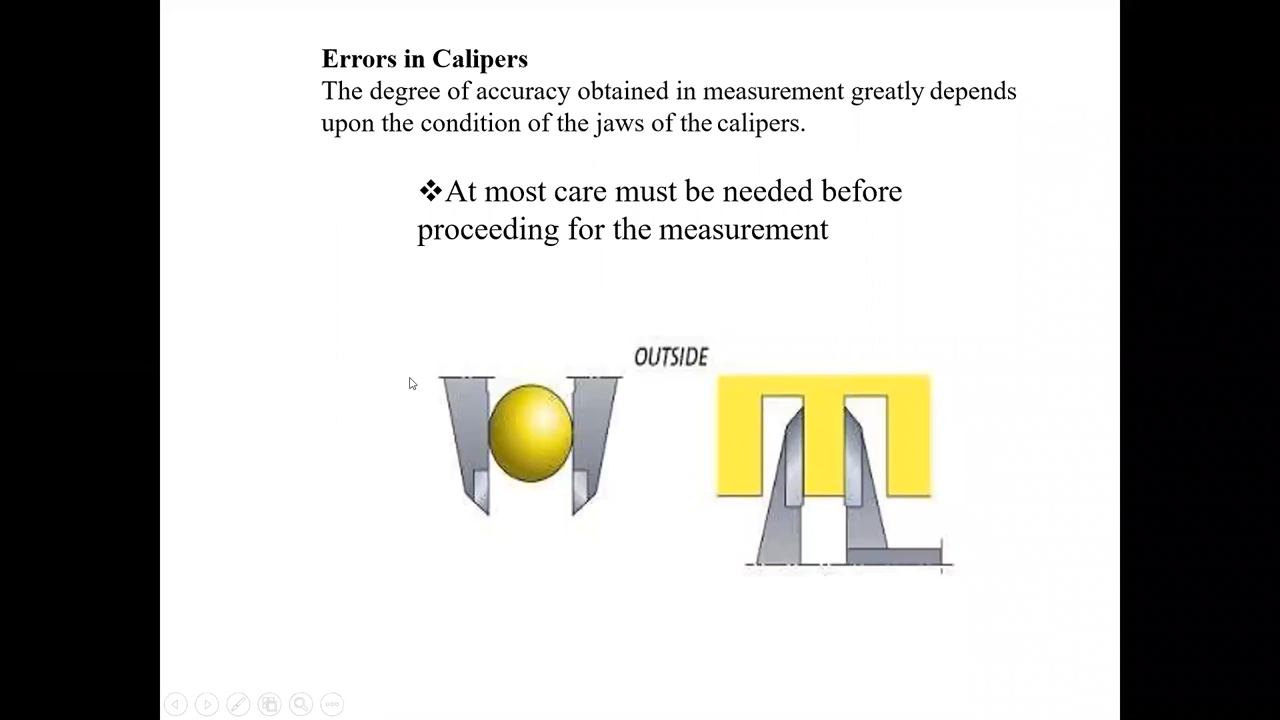 Errors in Calipers
The degree of accuracy obtained in measurement greatly depends
upon the condition of the jaws of the calipers.
❖At most care must be needed before
proceeding for the measurement
OUTSIDE